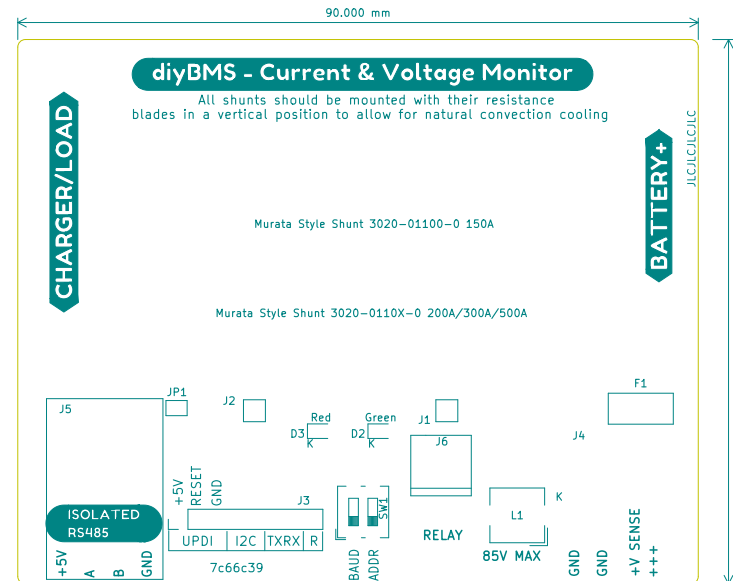 90.000 mm
diyBMS - Current & Voltage Monitor
All shunts should be mounted with their resistance
blades in a vertical position to allow for natural convection cooling
CHARGER/LOAD
BATTERY+
JLCJLCJLCJLC
Murata Style Shunt 3020-01100-0 150A
Murata Style Shunt 3020-0110X-0 200A/300A/500A
F1
JP1
J5
J2
Red
Green
J1
D3
D2
K
K
J6
J4
+5V
RESET
GND
J3
SW1
K
L1
ISOLATED
RS485
UPDI
I2C
TXRX
R
RELAY
85V MAX
7c66c39
+5V
A
B
GND
BAUD
ADDR
GND
GND
+V SENSE
+++